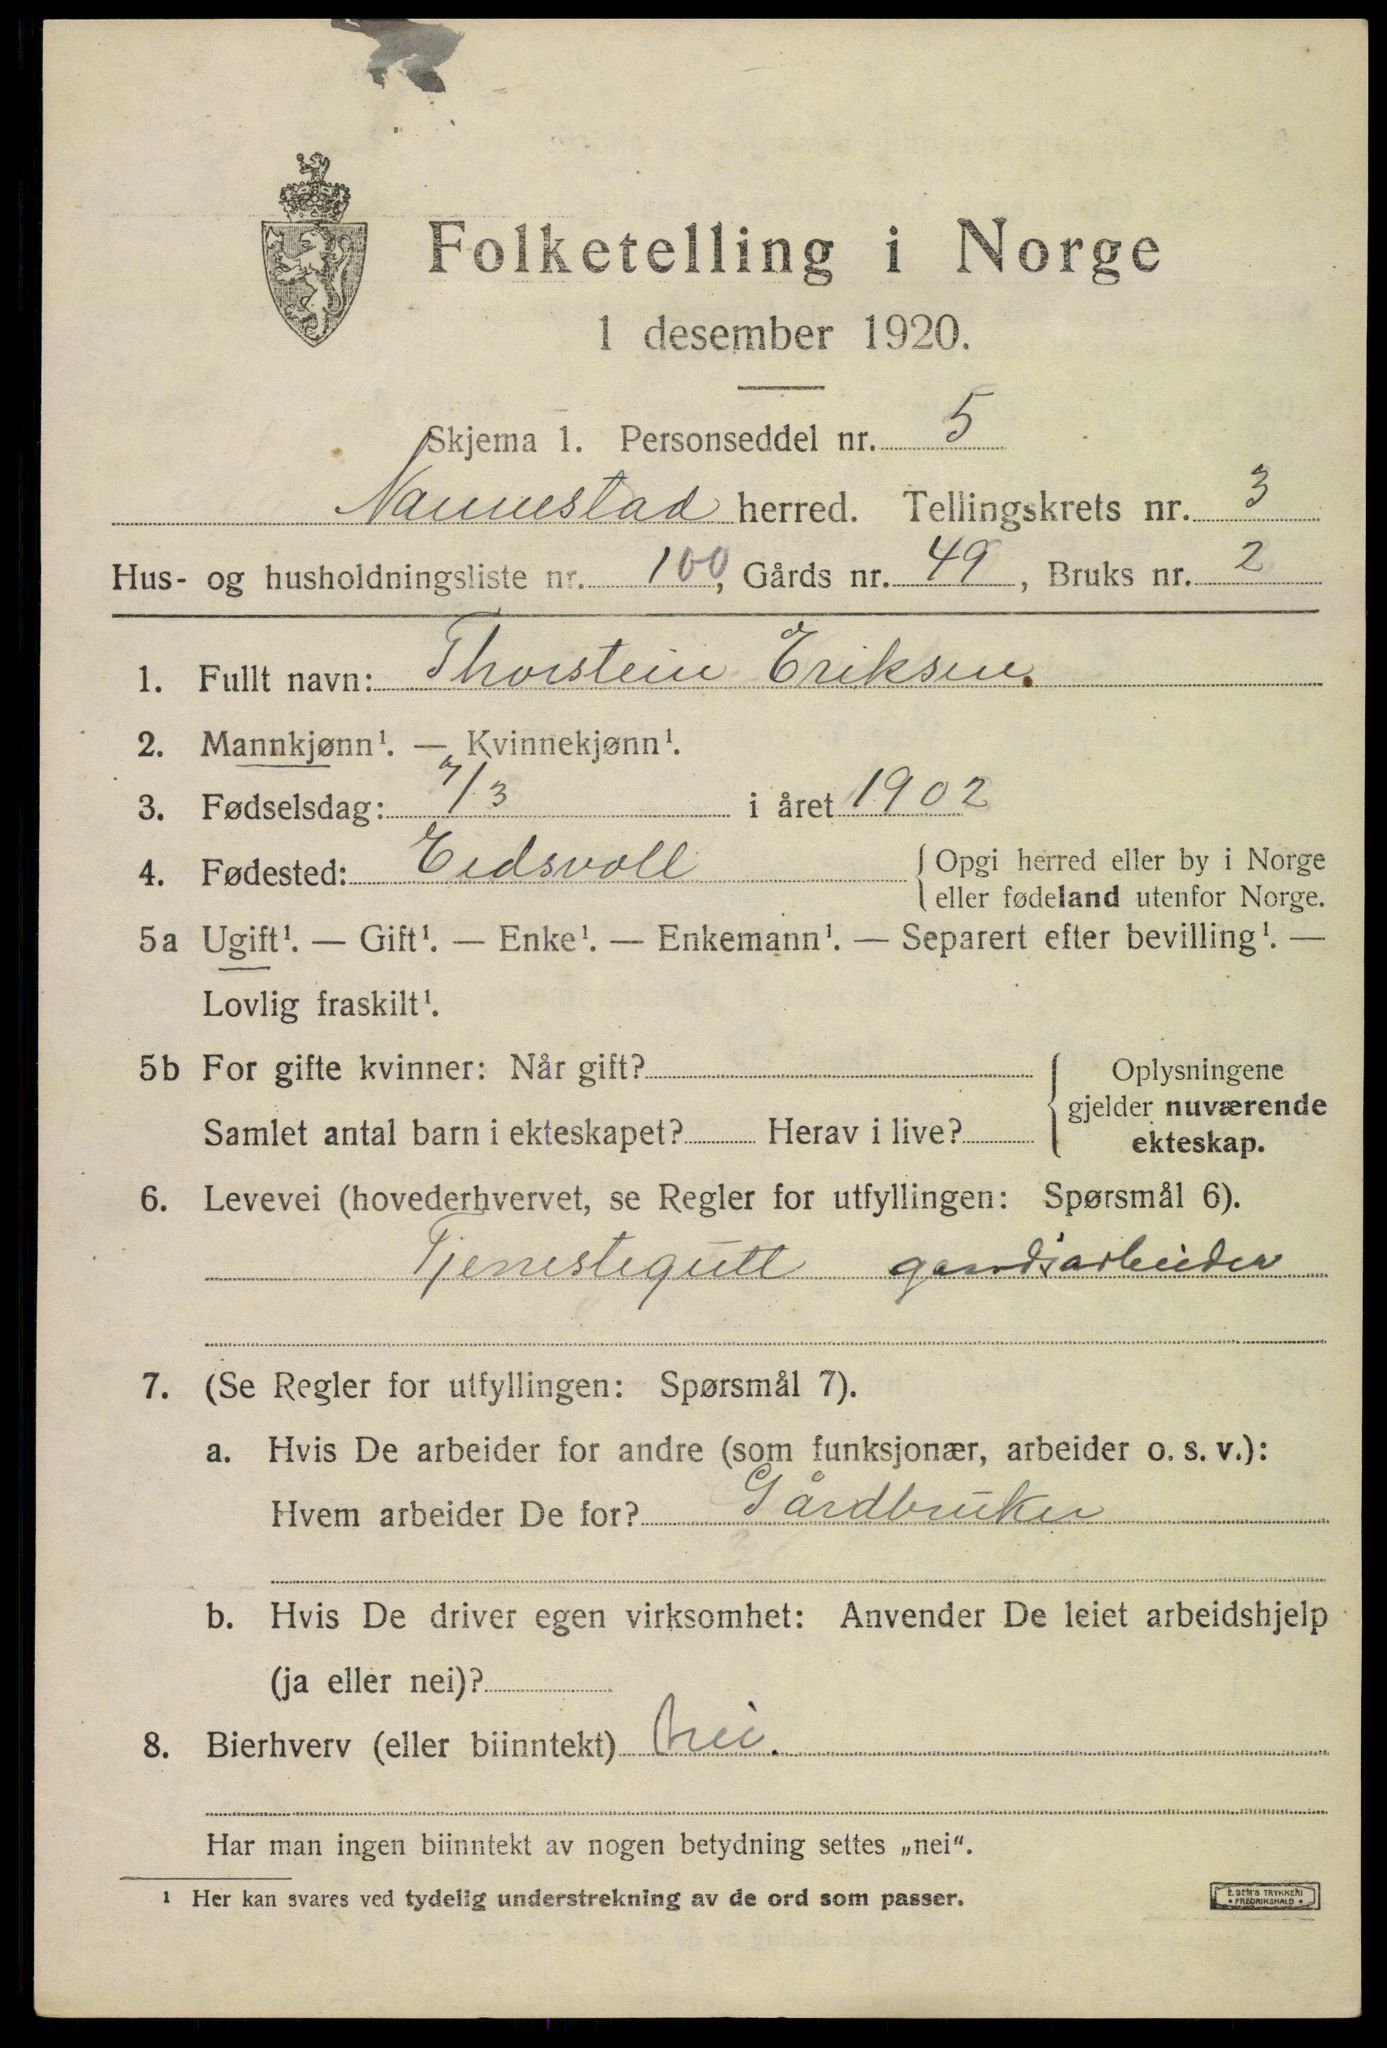 Folketelling i Norge
1 desember 1920.
Skjema 1. Personseddel nr. 5
Nannestad herred. Tellingskrets nr. 3
Hus- og husholdningsliste nr. 100, Gårds nr. 49, Bruks nr. 2
1. Fullt navn: Thorstein Eriksen.
2. Mannkjønn¹. — Kvinnekjønn¹.
3. Fødselsdag: 7/3 i året 1902
4. Fødested: Eidsvoll { Opgi herred eller by i Norge
eller fødeland utenfor Norge.
5a Ugift¹. — Gift¹. — Enke¹. — Enkemann¹. — Separert efter bevilling¹. —
Lovlig fraskilt¹.
5b For gifte kvinner: Når gift? { Oplysningene
gjelder nuværende
Samlet antal barn i ekteskapet? Herav i live? ekteskap.
6. Levevei (hovederhvervet, se Regler for utfyllingen: Spørsmål 6).
Tjenestegutt gaardsarbeider
7. (Se Regler for utfyllingen: Spørsmål 7).
a. Hvis De arbeider for andre (som funksjonær, arbeider o. s. v.):
Hvem arbeider De for? Gårdbruker
b. Hvis De driver egen virksomhet: Anvender De leiet arbeidshjelp
(ja eller nei)?
8. Bierhverv (eller biinntekt) Nei.
Har man ingen biinntekt av nogen betydning settes „nei“.
¹ Her kan svares ved tydelig understrekning av de ord som passer.
E. SEM'S TRYKKERI
• FREDRIKSHALD •